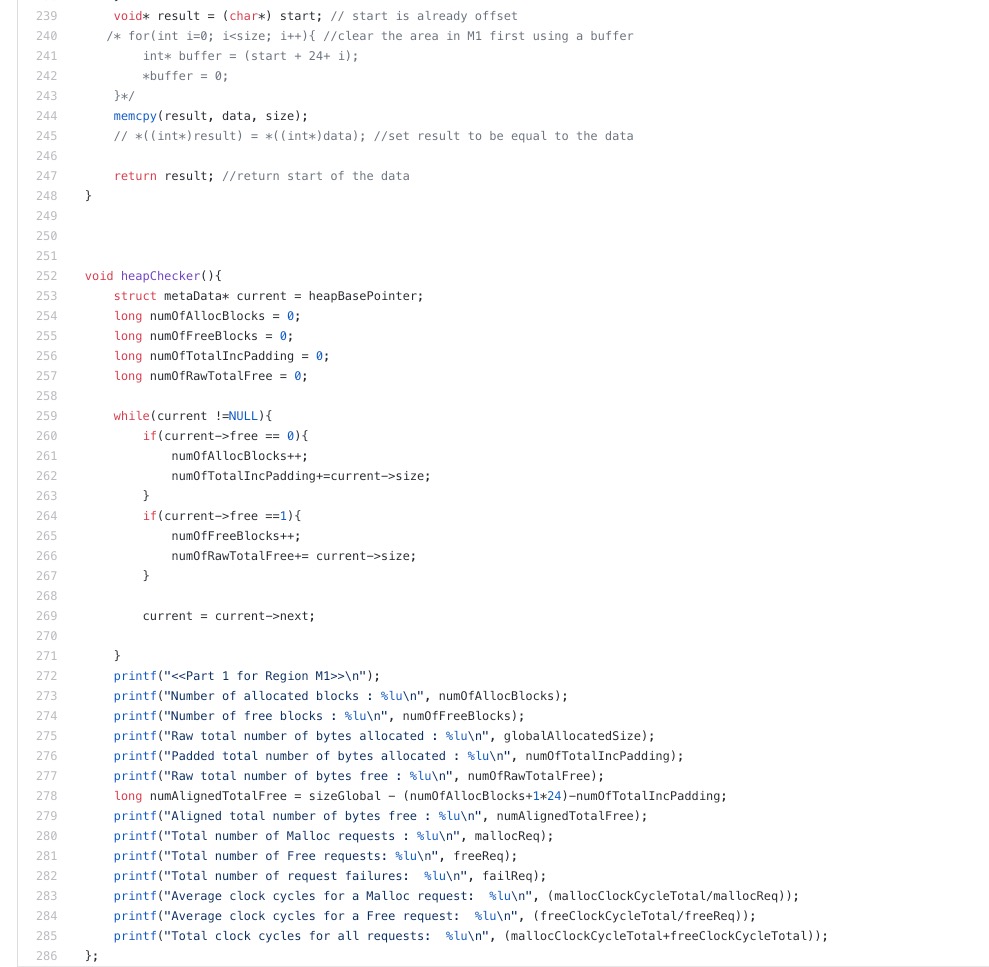 239 void* result = (char*) start; // start is already offset
240 /* for(int i=0; i<size; i++){ //clear the area in M1 first using a buffer
241 int* buffer = (start + 24+ i);
242 *buffer = 0;
243 }*/
244 memcpy(result, data, size);
245 // *((int*)result) = *((int*)data); //set result to be equal to the data
246
247 return result; //return start of the data
248 }
249
250
251
252 void heapChecker(){
253 struct metaData* current = heapBasePointer;
254 long numOfAllocBlocks = 0;
255 long numOfFreeBlocks = 0;
256 long numOfTotalIncPadding = 0;
257 long numOfRawTotalFree = 0;
258
259 while(current !=NULL){
260 if(current->free == 0){
261 numOfAllocBlocks++;
262 numOfTotalIncPadding+=current->size;
263 }
264 if(current->free ==1){
265 numOfFreeBlocks++;
266 numOfRawTotalFree+= current->size;
267 }
268
269 current = current->next;
270
271 }
272 printf("<<Part 1 for Region M1>>\n");
273 printf("Number of allocated blocks : %lu\n", numOfAllocBlocks);
274 printf("Number of free blocks : %lu\n", numOfFreeBlocks);
275 printf("Raw total number of bytes allocated : %lu\n", globalAllocatedSize);
276 printf("Padded total number of bytes allocated : %lu\n", numOfTotalIncPadding);
277 printf("Raw total number of bytes free : %lu\n", numOfRawTotalFree);
278 long numAlignedTotalFree = sizeGlobal - (numOfAllocBlocks+1*24)-numOfTotalIncPadding;
279 printf("Aligned total number of bytes free : %lu\n", numAlignedTotalFree);
280 printf("Total number of Malloc requests : %lu\n", mallocReq);
281 printf("Total number of Free requests: %lu\n", freeReq);
282 printf("Total number of request failures:  %lu\n", failReq);
283 printf("Average clock cycles for a Malloc request:  %lu\n", (mallocClockCycleTotal/mallocReq));
284 printf("Average clock cycles for a Free request:  %lu\n", (freeClockCycleTotal/freeReq));
285 printf("Total clock cycles for all requests:  %lu\n", (mallocClockCycleTotal+freeClockCycleTotal));
286 };